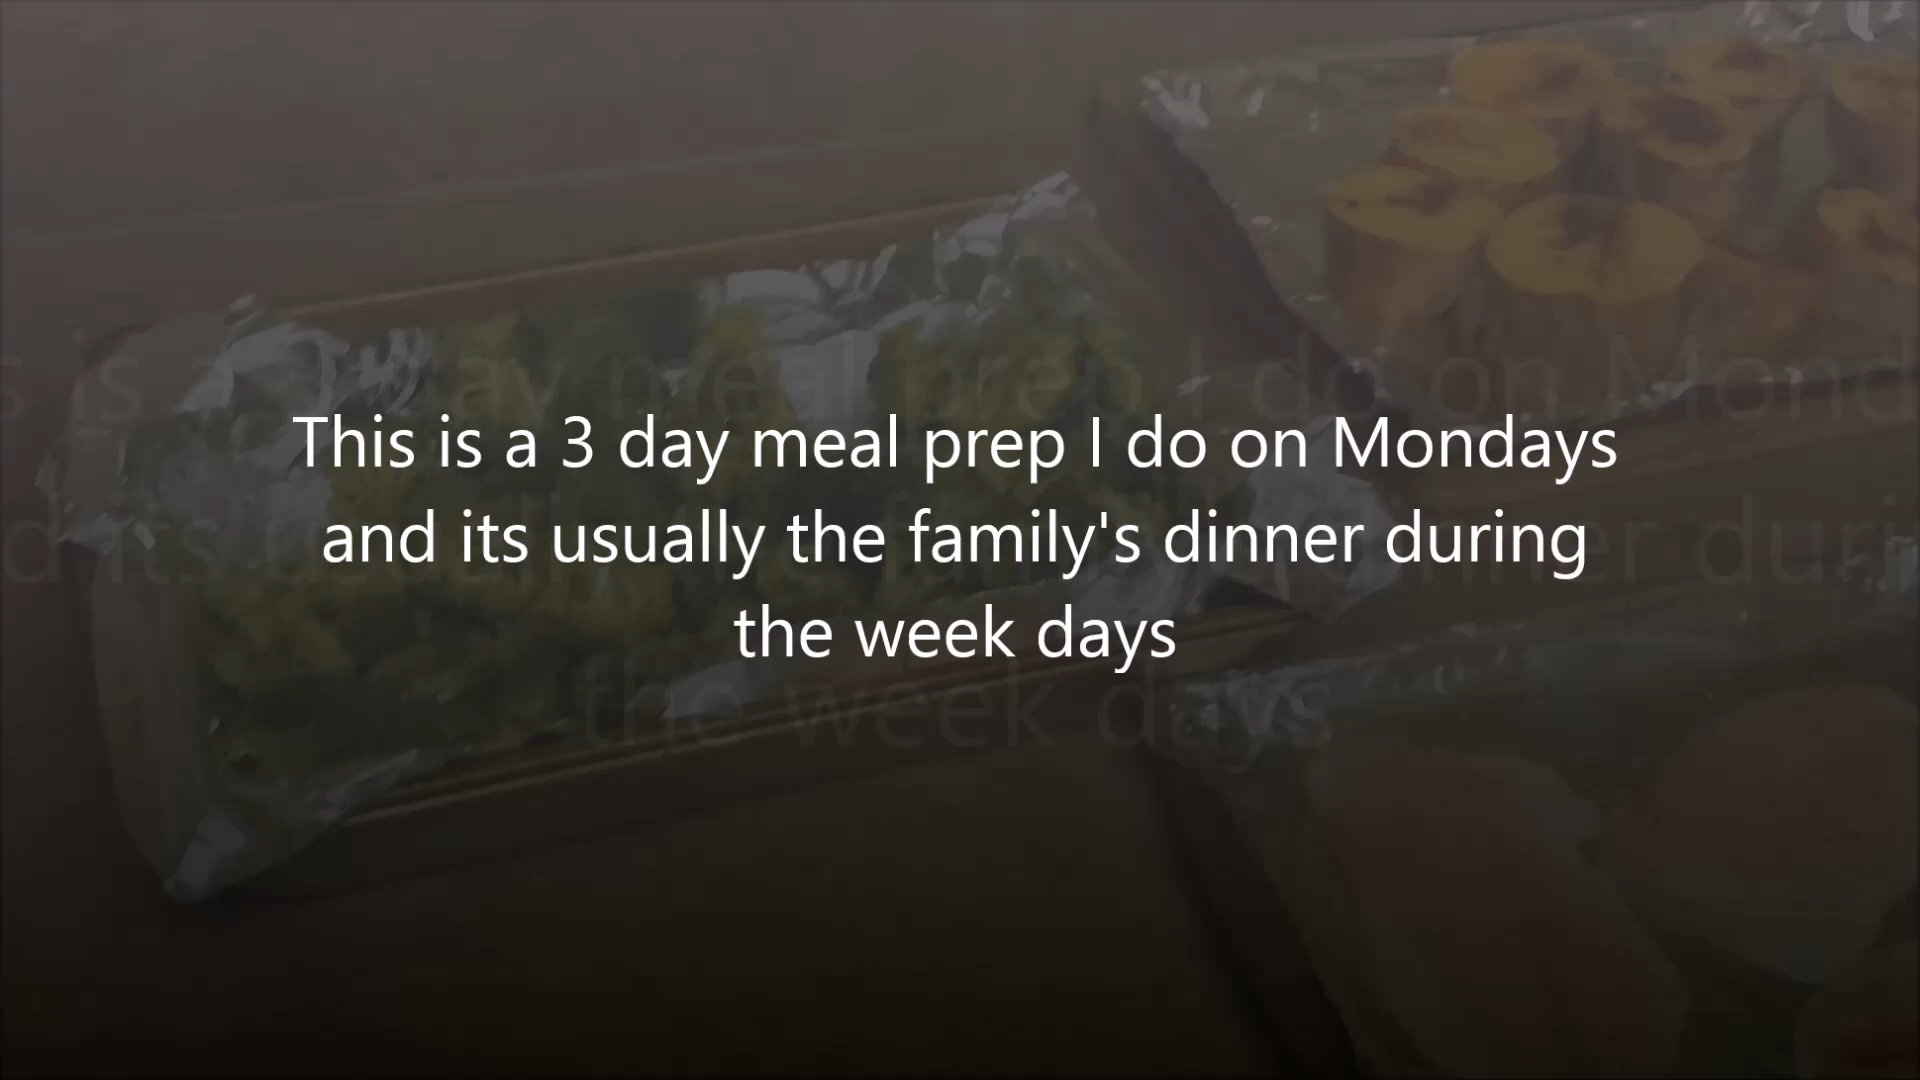 This is a 3 day meal prep I do on Mondays
and its usually the family's dinner during
the week days